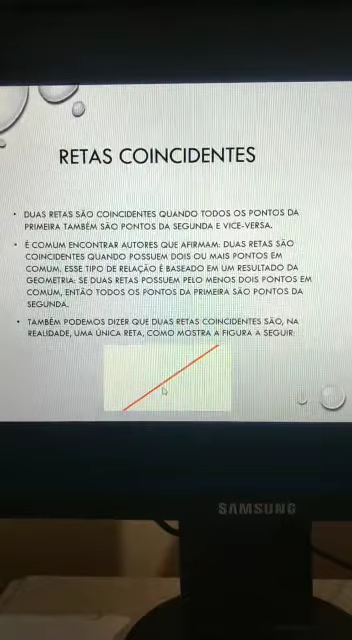 RETAS COINCIDENTES
• DUAS RETAS SÃO COINCIDENTES QUANDO TODOS OS PONTOS DA
PRIMEIRA TAMBÉM SÃO PONTOS DA SEGUNDA E VICE-VERSA.
• É COMUM ENCONTRAR AUTORES QUE AFIRMAM: DUAS RETAS SÃO
COINCIDENTES QUANDO POSSUEM DOIS OU MAIS PONTOS EM
COMUM. ESSE TIPO DE RELAÇÃO É BASEADO EM UM RESULTADO DA
GEOMETRIA: SE DUAS RETAS POSSUEM PELO MENOS DOIS PONTOS EM
COMUM, ENTÃO TODOS OS PONTOS DA PRIMEIRA SÃO PONTOS DA
SEGUNDA.
• TAMBÉM PODEMOS DIZER QUE DUAS RETAS COINCIDENTES SÃO, NA
REALIDADE, UMA ÚNICA RETA, COMO MOSTRA A FIGURA A SEGUIR:
SAMSUNG